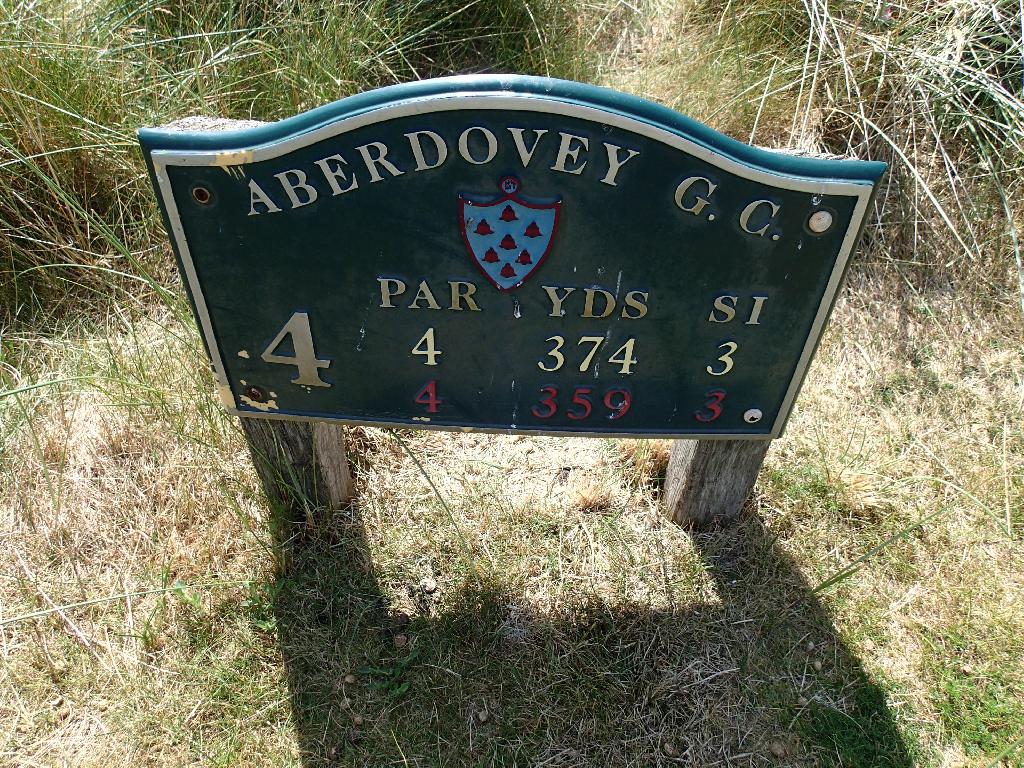 ABERDOVEY G.C.
PAR YDS SI
4 4 374 3
4 359 3